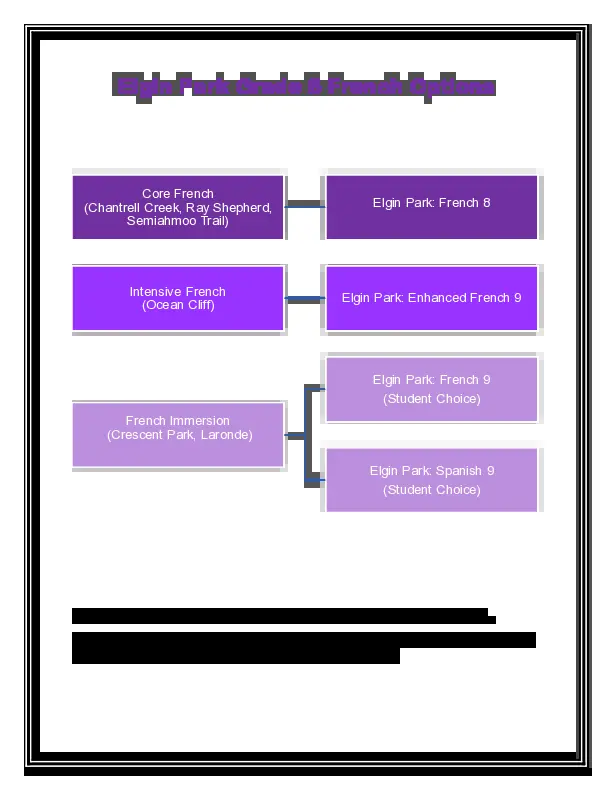 Elgin Park Grade 8 French Options
Core French
(Chantrell Creek, Ray Shepherd,
Semiahmoo Trail)
Elgin Park: French 8
Intensive French
(Ocean Cliff)
Elgin Park: Enhanced French 9
French Immersion
(Crescent Park, Laronde)
Elgin Park: French 9
(Student Choice)
Elgin Park: Spanish 9
(Student Choice)